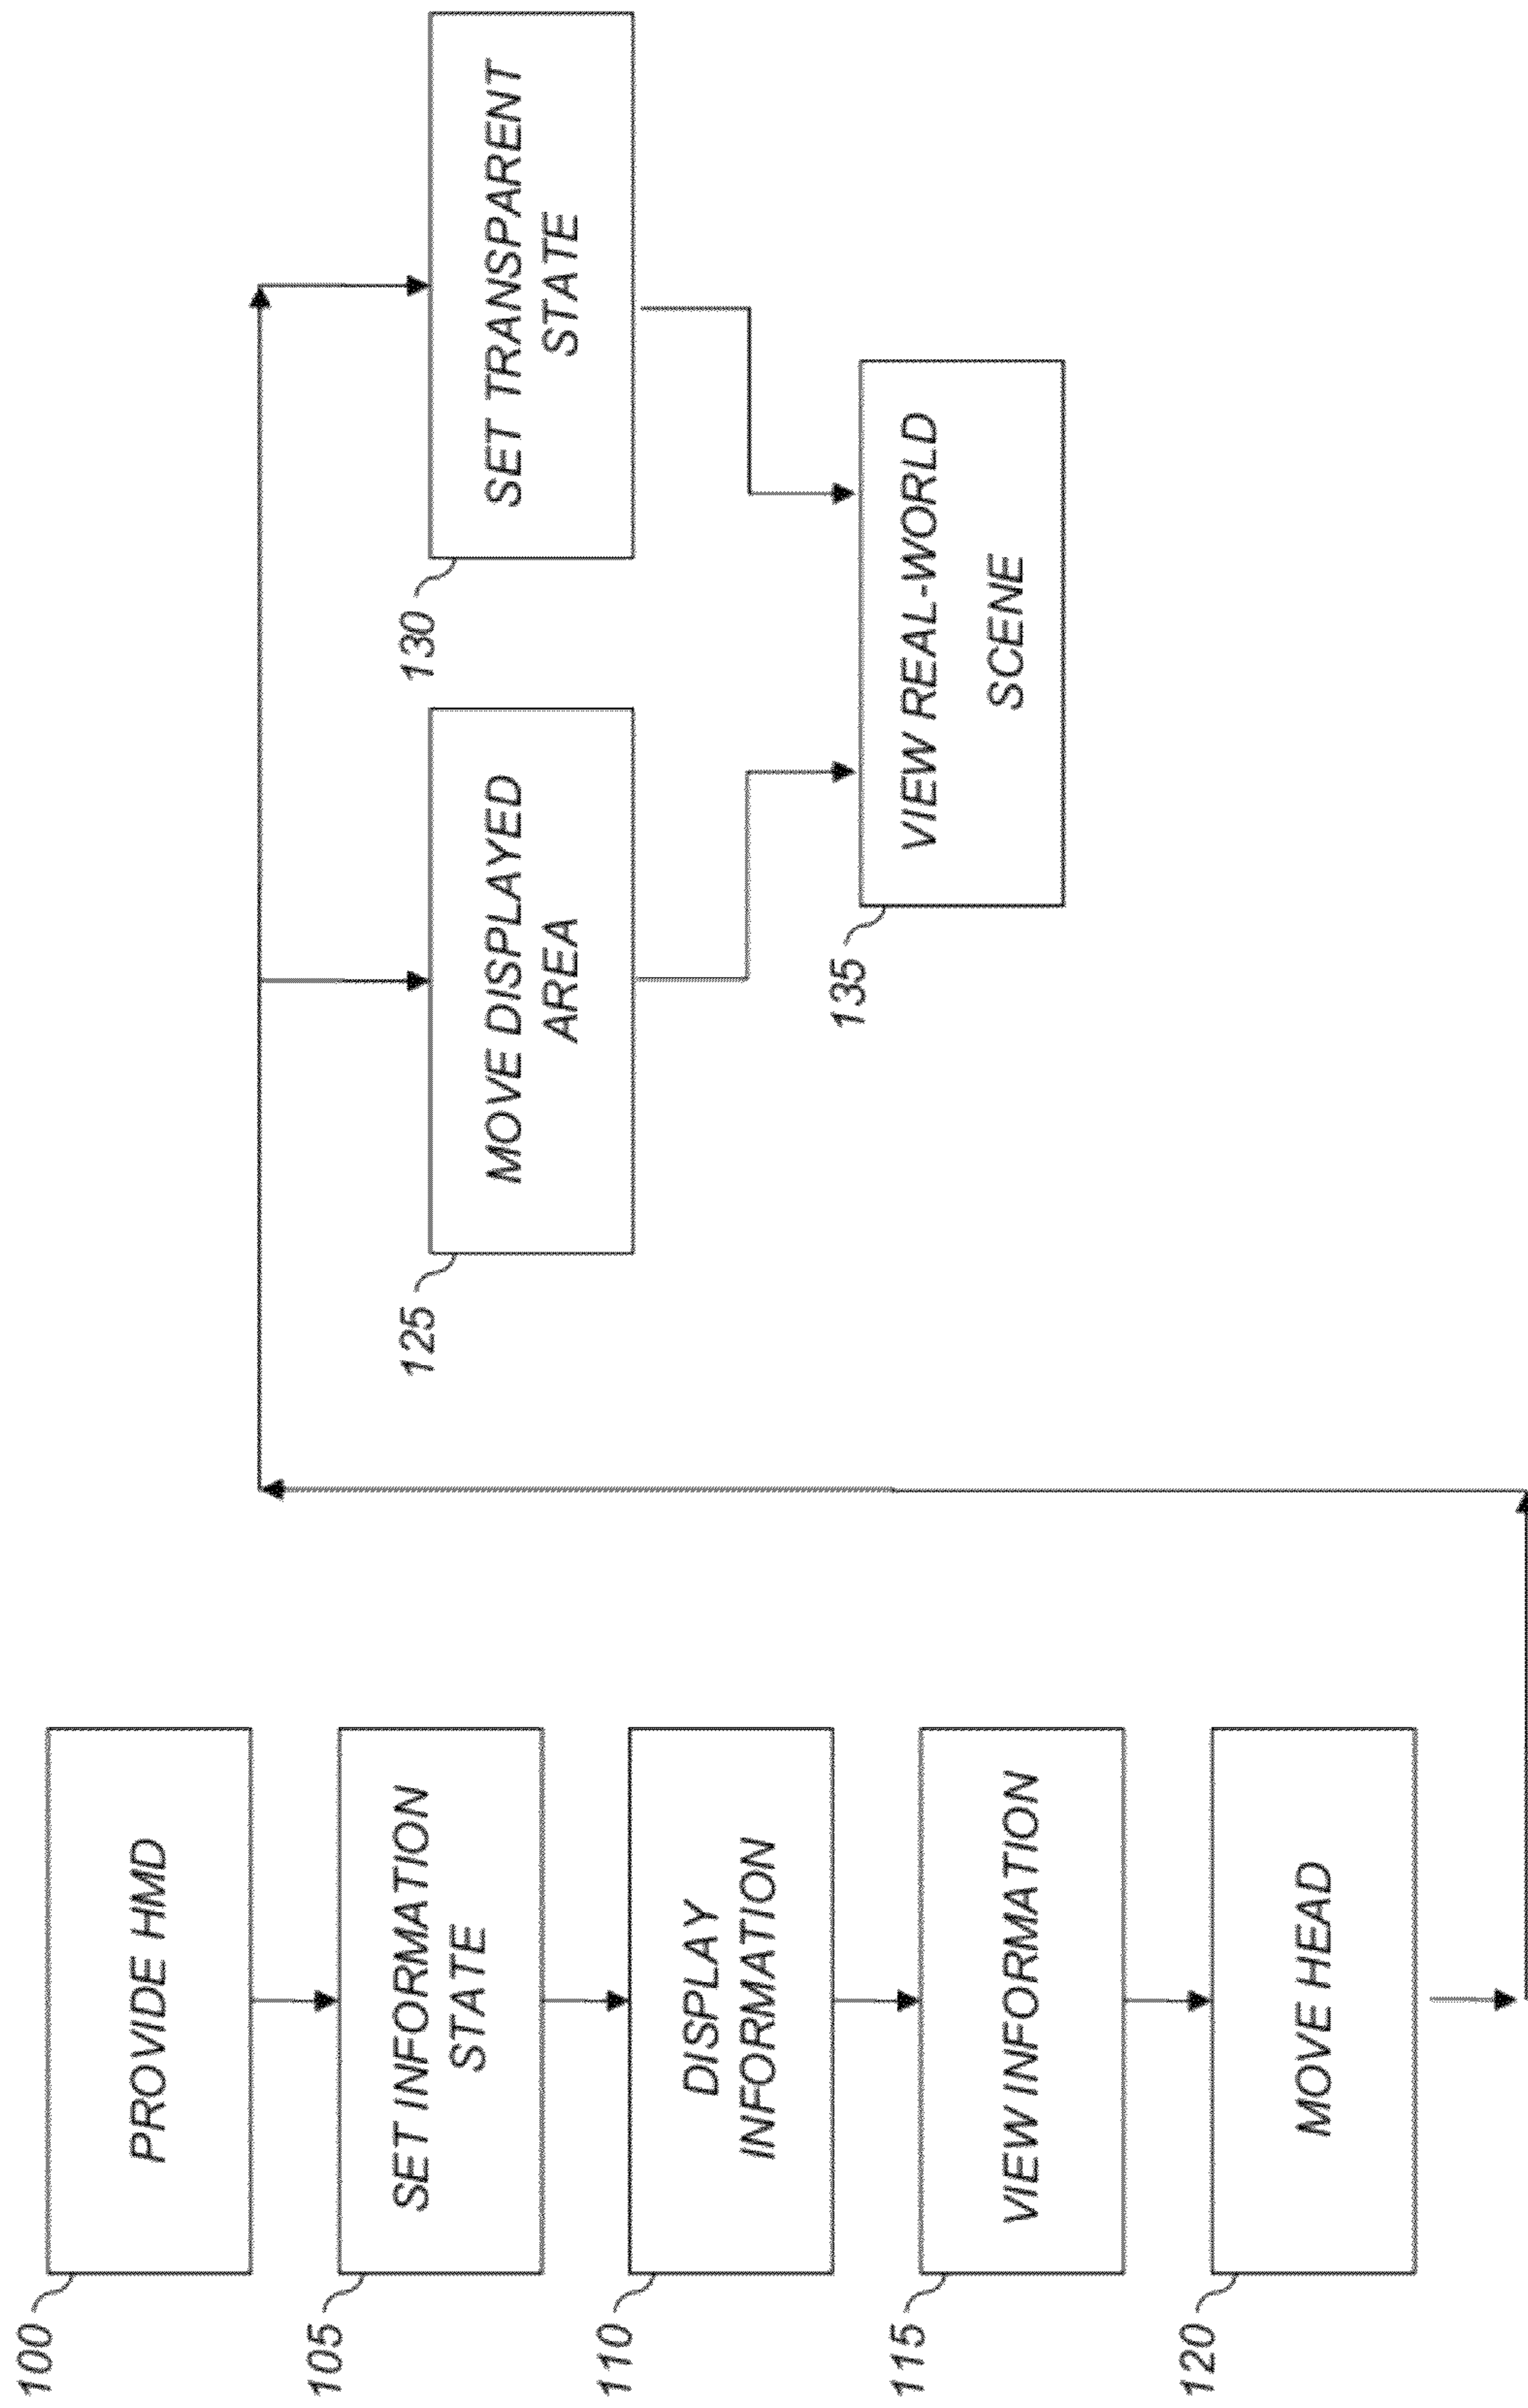 100
PROVIDE HMD
105
SET INFORMATION
STATE
110
DISPLAY
INFORMATION
115
VIEW INFORMATION
120
MOVE HEAD
125
MOVE DISPLAYED
AREA
130
SET TRANSPARENT
STATE
135
VIEW REAL-WORLD
SCENE